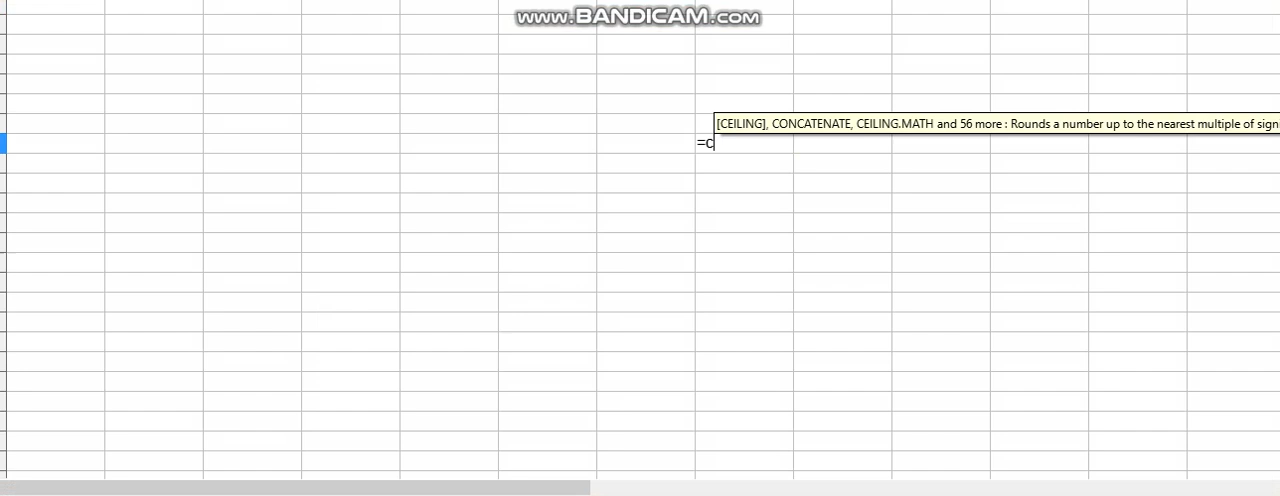 www.BANDICAM.com
[CEILING], CONCATENATE, CEILING.MATH and 56 more : Rounds a number up to the nearest multiple of sign
=c